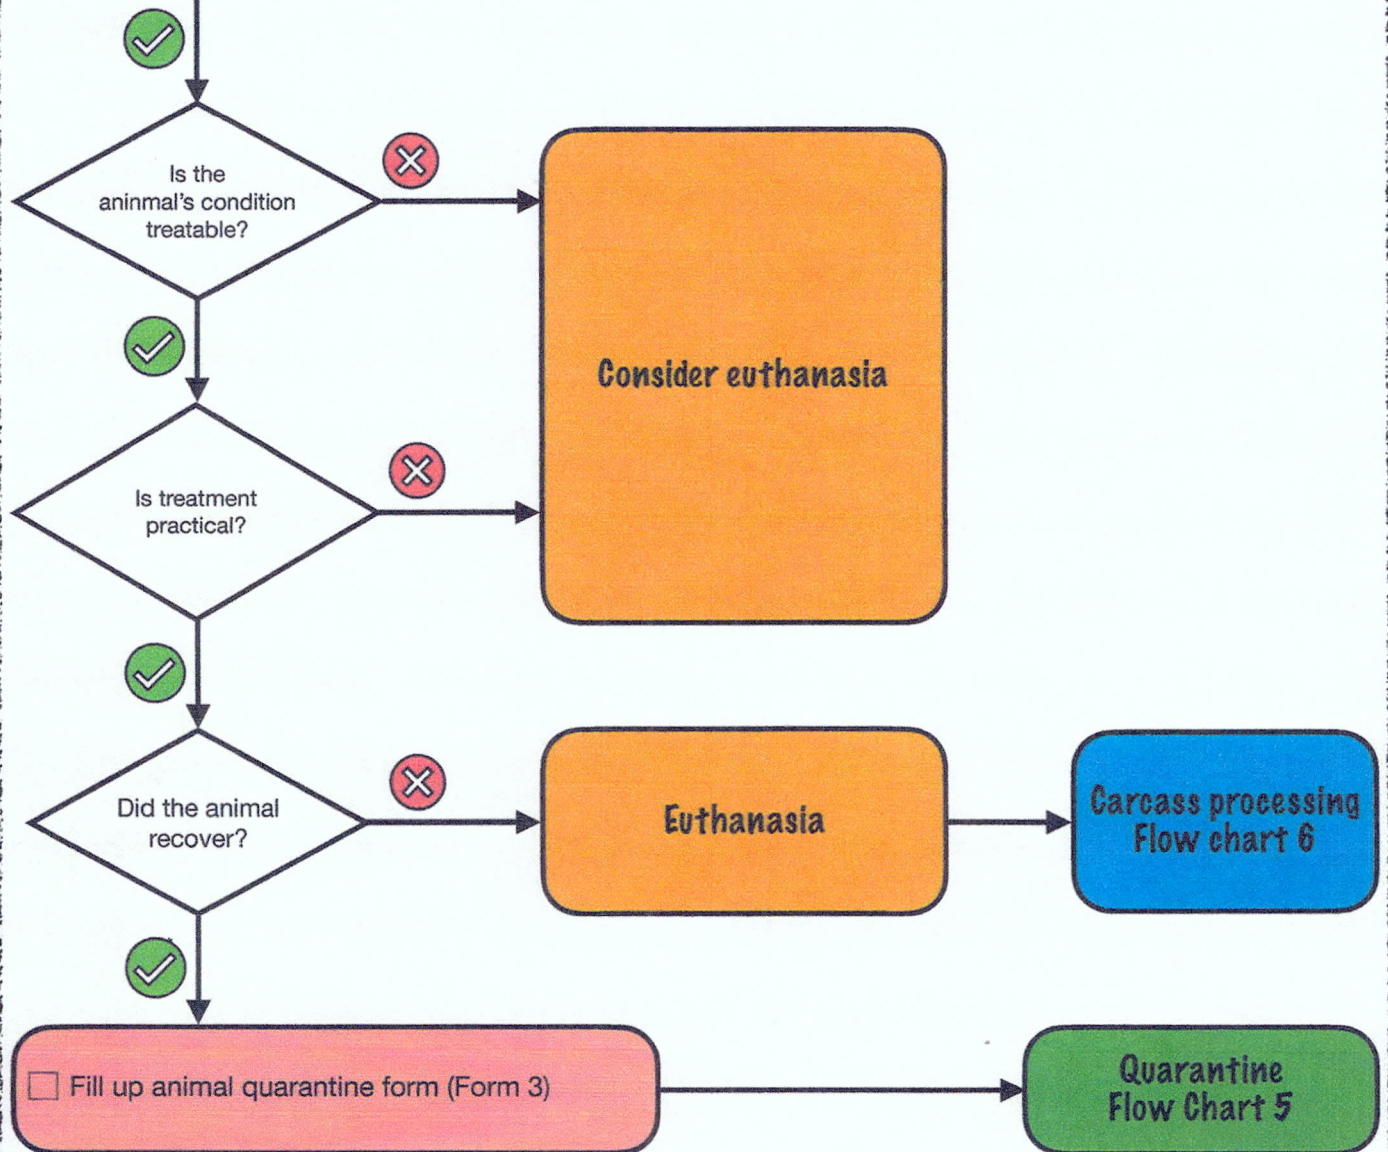 Is the
aninmal's condition
treatable?
Consider euthanasia
Is treatment
practical?
Did the animal
recover?
Euthanasia
Carcass processing
Flow chart 6
Fill up animal quarantine form (Form 3)
Quarantine
Flow Chart 5